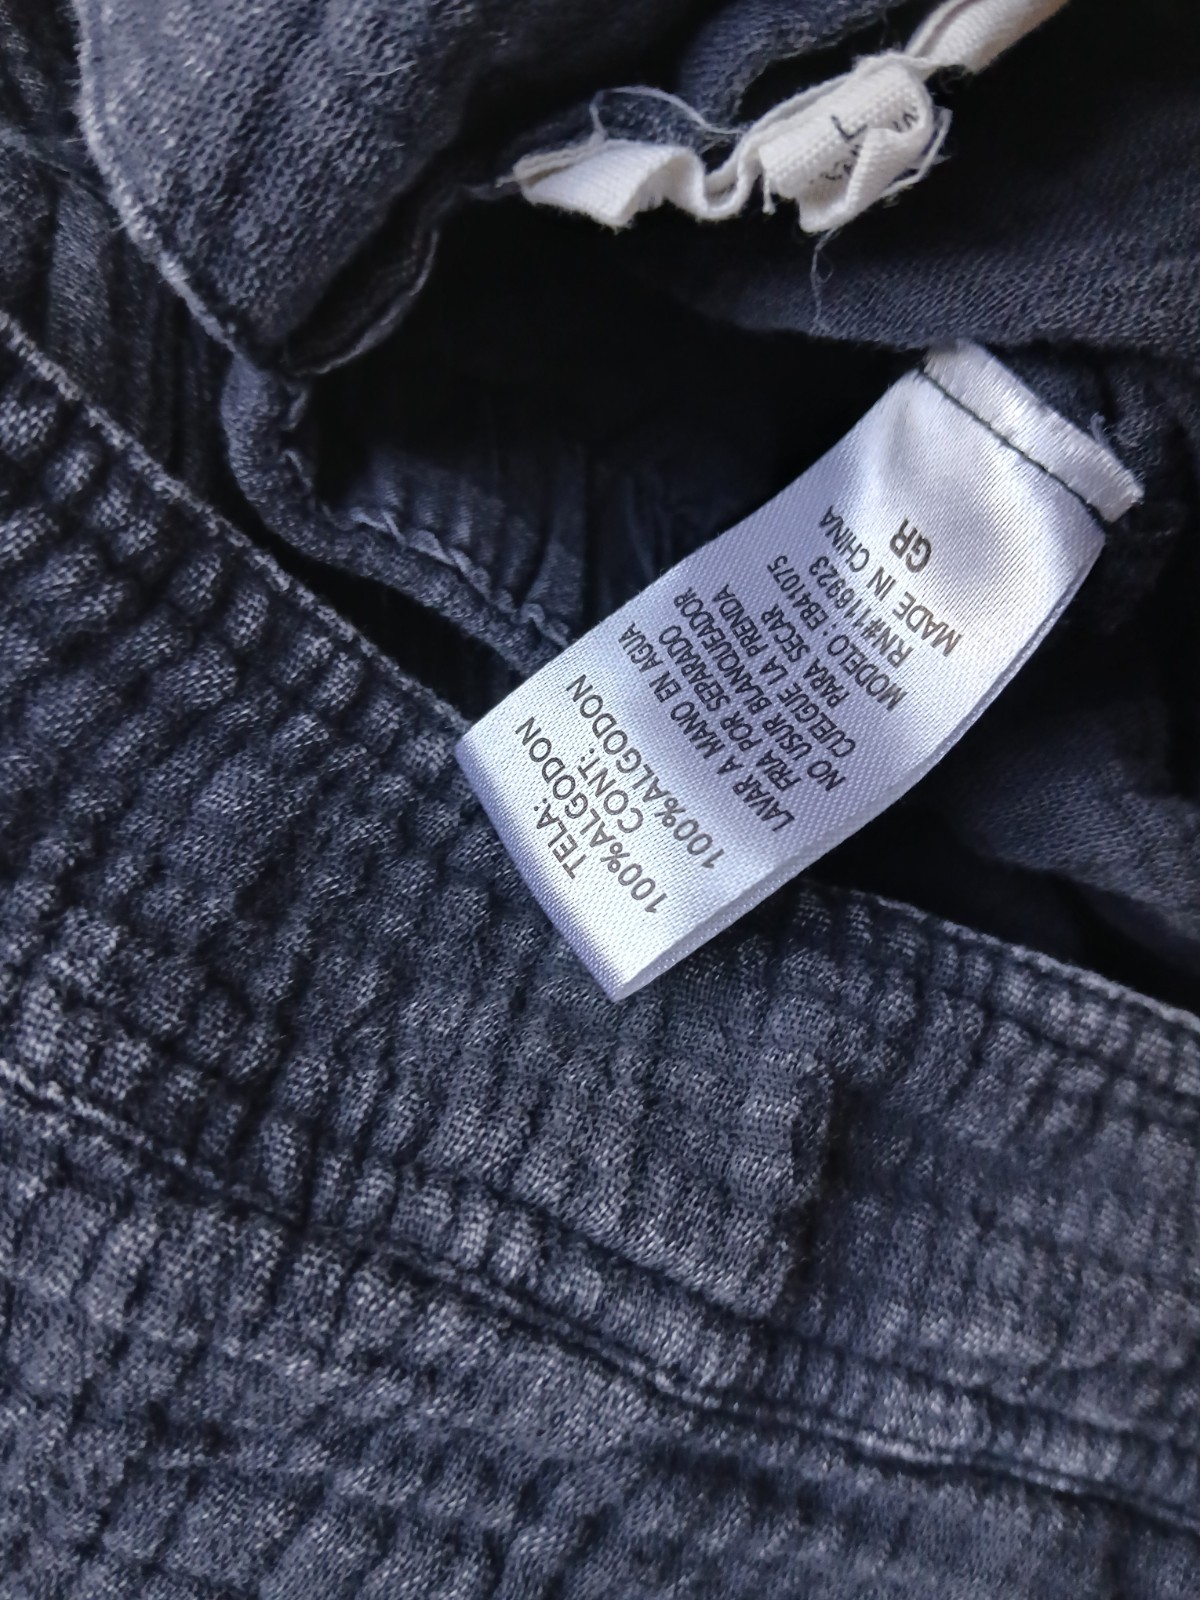 TELA:
100%ALGODON
CONT:
100%ALGODON
LAVAR A MANO EN AGUA
FRIA POR SEPARADO
NO USUR BLANQUEADOR
CUELGUE LA PRENDA
PARA SECAR
MODELO : EB41075
RN#116923
MADE IN CHINA
GR